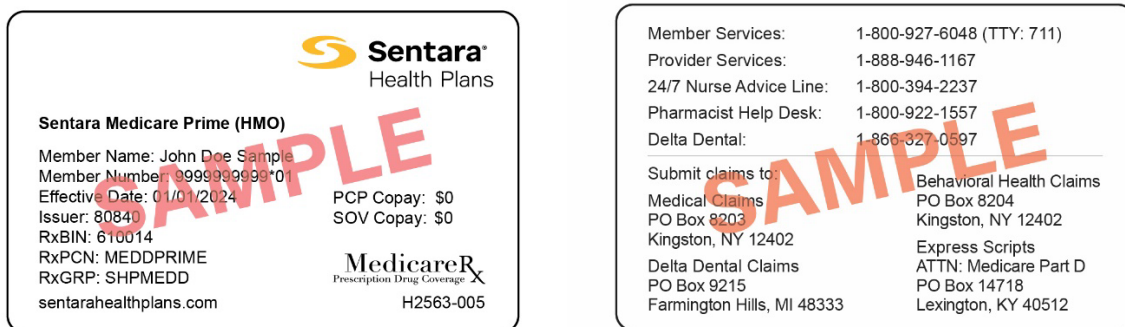 Sentara®
Health Plans
Sentara Medicare Prime (HMO)
Member Name: John Doe Sample
Member Number: 9999999999*01
Effective Date: 01/01/2024
Issuer: 80840
RxBIN: 610014
RxPCN: MEDDPRIME
RxGRP: SHPMEDD
sentarahealthplans.com
PCP Copay: $0
SOV Copay: $0
MedicareRx
Prescription Drug Coverage
H2563-005
SAMPLE
Member Services: 1-800-927-6048 (TTY: 711)
Provider Services: 1-888-946-1167
24/7 Nurse Advice Line: 1-800-394-2237
Pharmacist Help Desk: 1-800-922-1557
Delta Dental: 1-866-327-0597
Submit claims to:
Medical Claims
PO Box 8203
Kingston, NY 12402
Delta Dental Claims
PO Box 9215
Farmington Hills, MI 48333
Behavioral Health Claims
PO Box 8204
Kingston, NY 12402
Express Scripts
ATTN: Medicare Part D
PO Box 14718
Lexington, KY 40512
SAMPLE